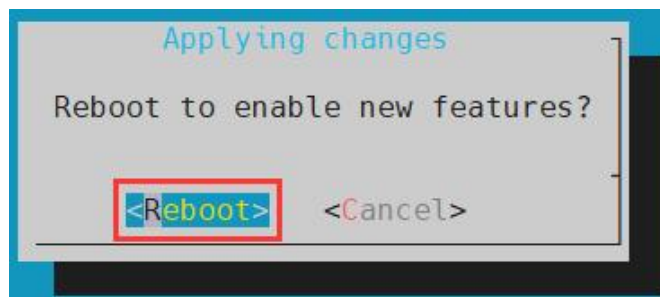 Applying changes
Reboot to enable new features?
<Reboot> <Cancel>